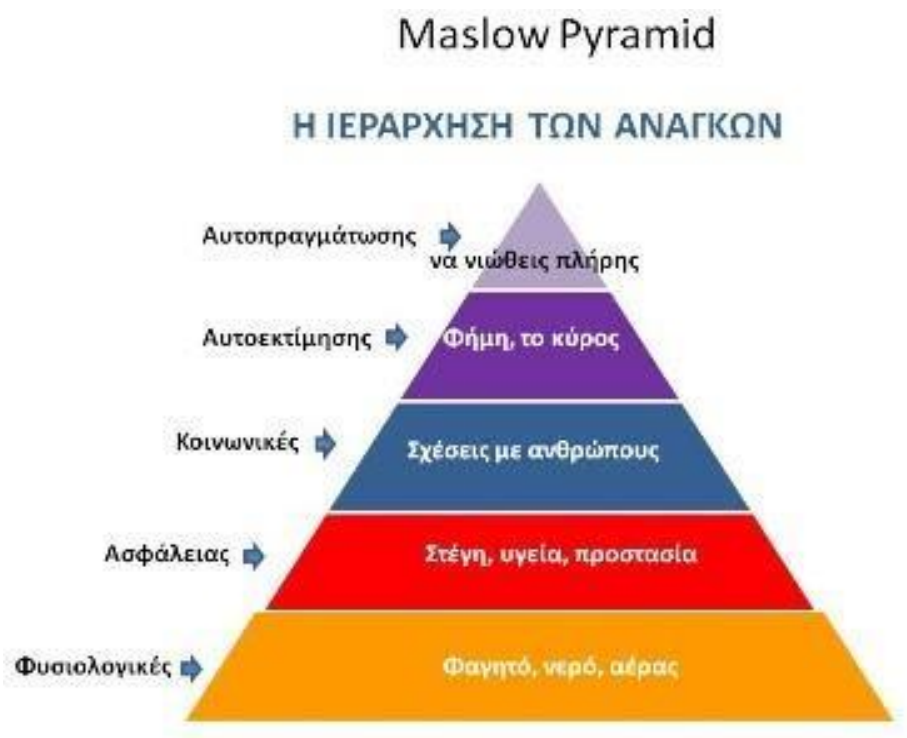 Maslow Pyramid
Η ΙΕΡΑΡΧΗΣΗ ΤΩΝ ΑΝΑΓΚΩΝ
Αυτοπραγμάτωσης
να νιώθεις πλήρης
Αυτοεκτίμησης
Φήμη, το κύρος
Κοινωνικές
Σχέσεις με ανθρώπους
Ασφάλειας
Στέγη, υγεία, προστασία
Φυσιολογικές
Φαγητό, νερό, αέρας